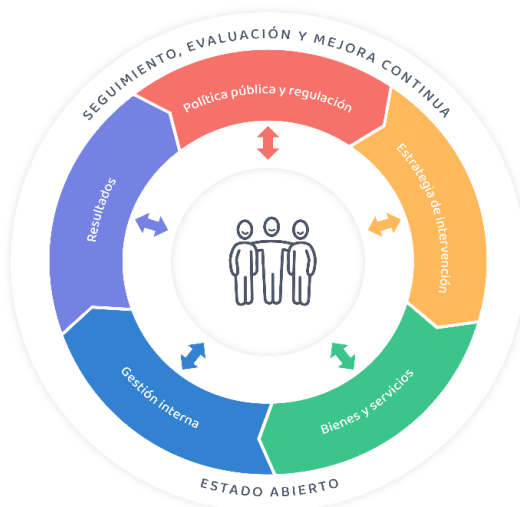 SEGUIMIENTO, EVALUACIÓN Y MEJORA CONTINUA
Política pública y regulación
Estrategia de intervención
Bienes y servicios
Gestión interna
Resultados
ESTADO ABIERTO